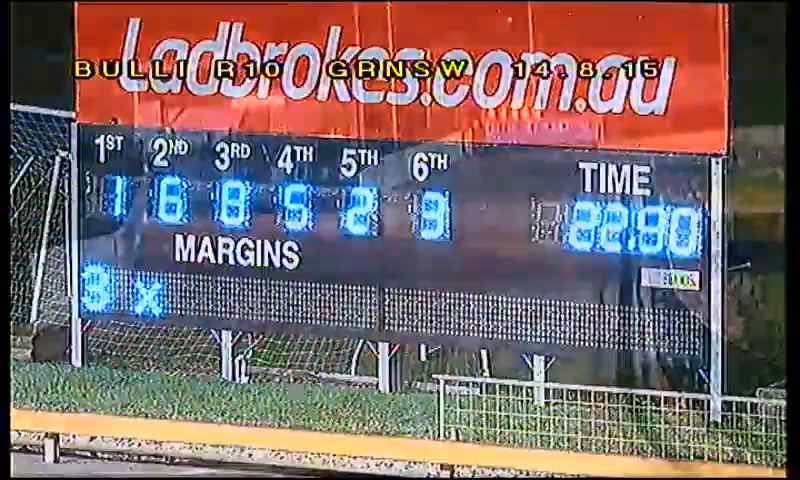 Ladbrokes.com.au
BULLI R10 GRNSW 14.8.15
1ST 2ND 3RD 4TH 5TH 6TH TIME
1 6 8 5 2 3 22:90
MARGINS
3 x